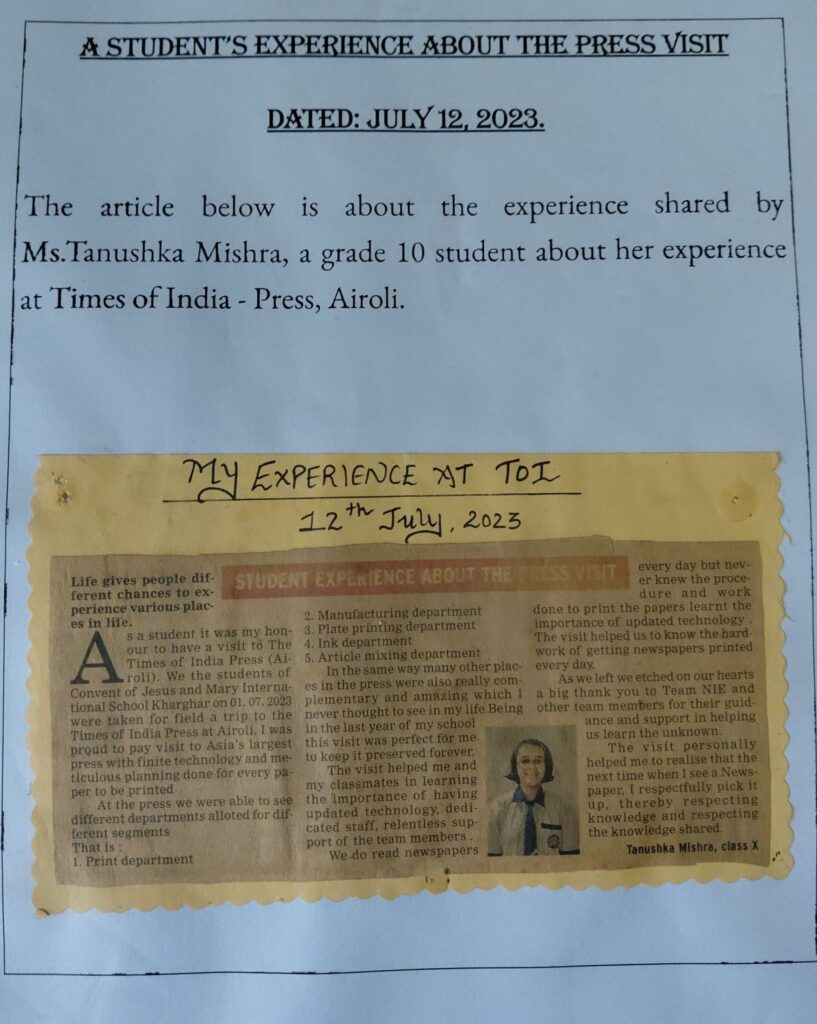 A STUDENT'S EXPERIENCE ABOUT THE PRESS VISIT
DATED: JULY 12, 2023.
The article below is about the experience shared by
Ms.Tanushka Mishra, a grade 10 student about her experience
at Times of India - Press, Airoli.
MY EXPERIENCE AT TOI
12th July, 2023
STUDENT EXPERIENCE ABOUT THE PRESS VISIT
Life gives people dif-
ferent chances to ex-
perience various plac-
es in life.
As a student it was my hon-
our to have a visit to The
Times of India Press (Ai-
roli). We the students of
Convent of Jesus and Mary Interna-
tional School Kharghar on 01. 07. 2023
were taken for field a trip to the
Times of India Press at Airoli. I was
proud to pay visit to Asia's largest
press with finite technology and me-
ticulous planning done for every pa-
per to be printed
At the press we were able to see
different departments alloted for dif-
ferent segments
That is :
1. Print department
2. Manufacturing department
3. Plate printing department
4. Ink department
5. Article mixing department
In the same way many other plac-
es in the press were also really com-
plementary and amazing which I
never thought to see in my life.Being
in the last year of my school
this visit was perfect for me
to keep it preserved forever.
The visit helped me and
my classmates in learning
the importance of having
updated technology, dedi-
cated staff, relentless sup-
port of the team members .
We do read newspapers
every day but nev-
er knew the proce-
dure and work
done to print the papers learnt the
importance of updated technology .
The visit helped us to know the hard-
work of getting newspapers printed
every day.
As we left we etched on our hearts
a big thank you to Team NIE and
other team members for their guid-
ance and support in helping
us learn the unknown.
The visit personally
helped me to realise that the
next time when I see a News-
paper, I respectfully pick it
up, thereby respecting
knowledge and respecting
the knowledge shared.
Tanushka Mishra, class X